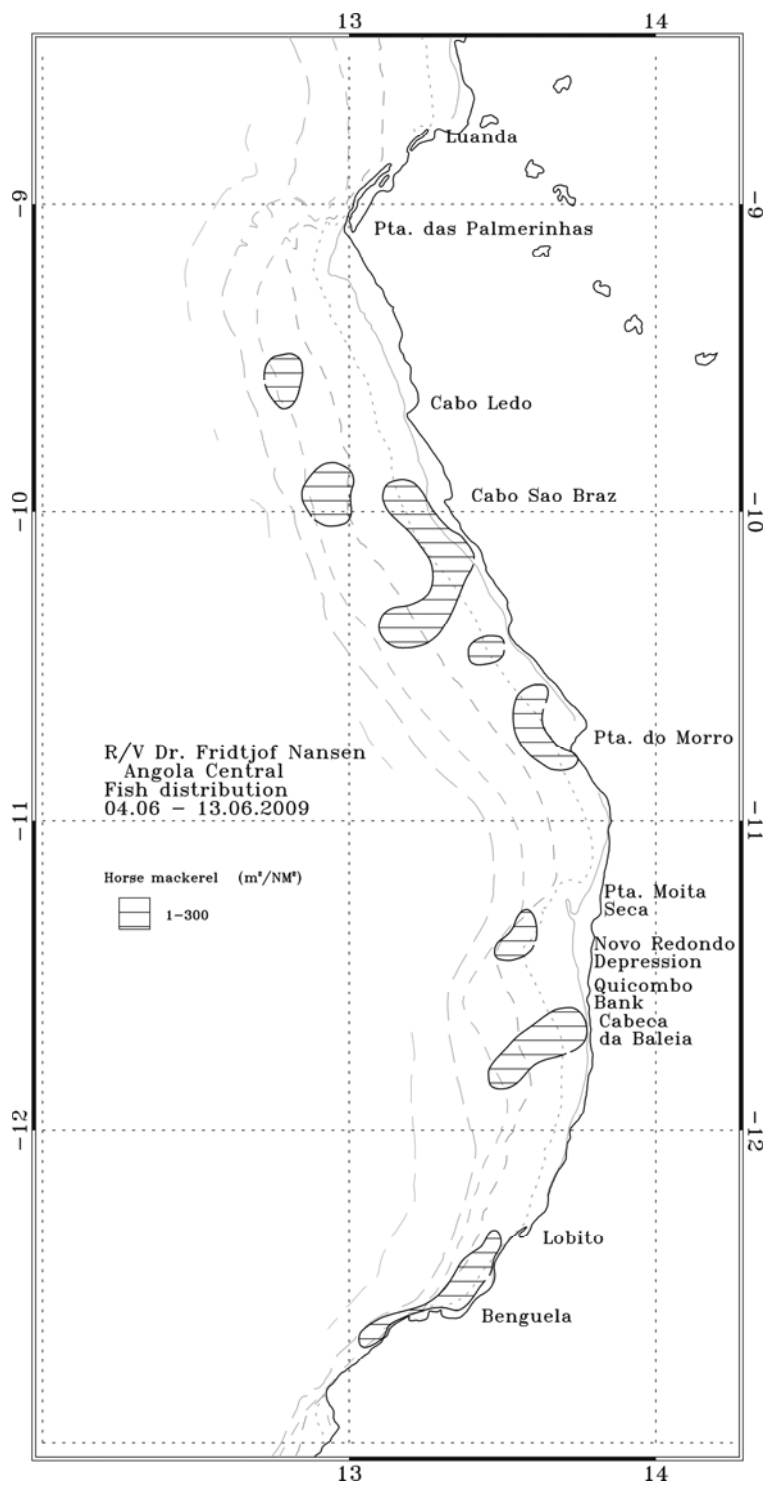 13 14
Luanda
-9 -9
Pta. das Palmerinhas
Cabo Ledo
Cabo Sao Braz
-10 -10
Pta. do Morro
R/V Dr. Fridtjof Nansen
Angola Central
Fish distribution
04.06 – 13.06.2009
-11 -11
Horse mackerel (m²/NM²)
1-300
Pta. Moita
Seca
Novo Redondo
Depression
Quicombo
Bank
Cabeca
da Baleia
-12 -12
Lobito
Benguela
13 14